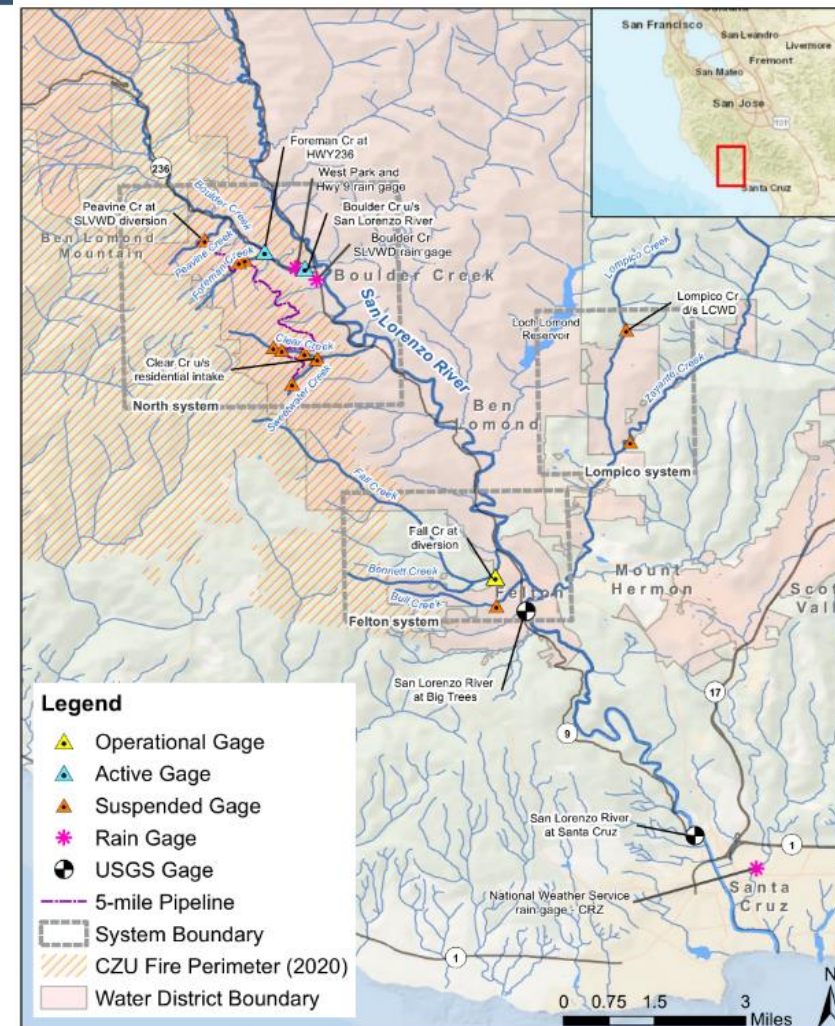 San Francisco
San Leandro
Livermore
Fremont
San Mateo
San Jose
101
Santa Cruz
Foreman Cr at
HWY236
West Park and
Hwy 9 rain gage
236
Boulder Creek
Boulder Cr u/s
San Lorenzo River
Peavine Cr at
SLVWD diversion
Boulder Cr
SLVWD rain gage
Ben Lomond
Mountain
Peavine Creek
Foreman Creek
Boulder Creek
San Lorenzo River
Lompico Creek
Lompico Cr
d/s LCWD
Loch Lomond
Reservoir
Clear Creek
Clear Cr u/s
residential intake
Zayante Creek
North system
Sweetwater Creek
Ben
Lomond
Lompico system
Fall Creek
Fall Cr at
diversion
Bennett Creek
Felton
Mount
Hermon
Scot
Vall
Bull Creek
Felton system
San Lorenzo River
at Big Trees
17
9
San Lorenzo River
at Santa Cruz
1
National Weather Service
rain gage - CRZ
Santa
Cruz
1
Legend
Operational Gage
Active Gage
Suspended Gage
Rain Gage
USGS Gage
5-mile Pipeline
System Boundary
CZU Fire Perimeter (2020)
Water District Boundary
N
0 0.75 1.5 3
Miles